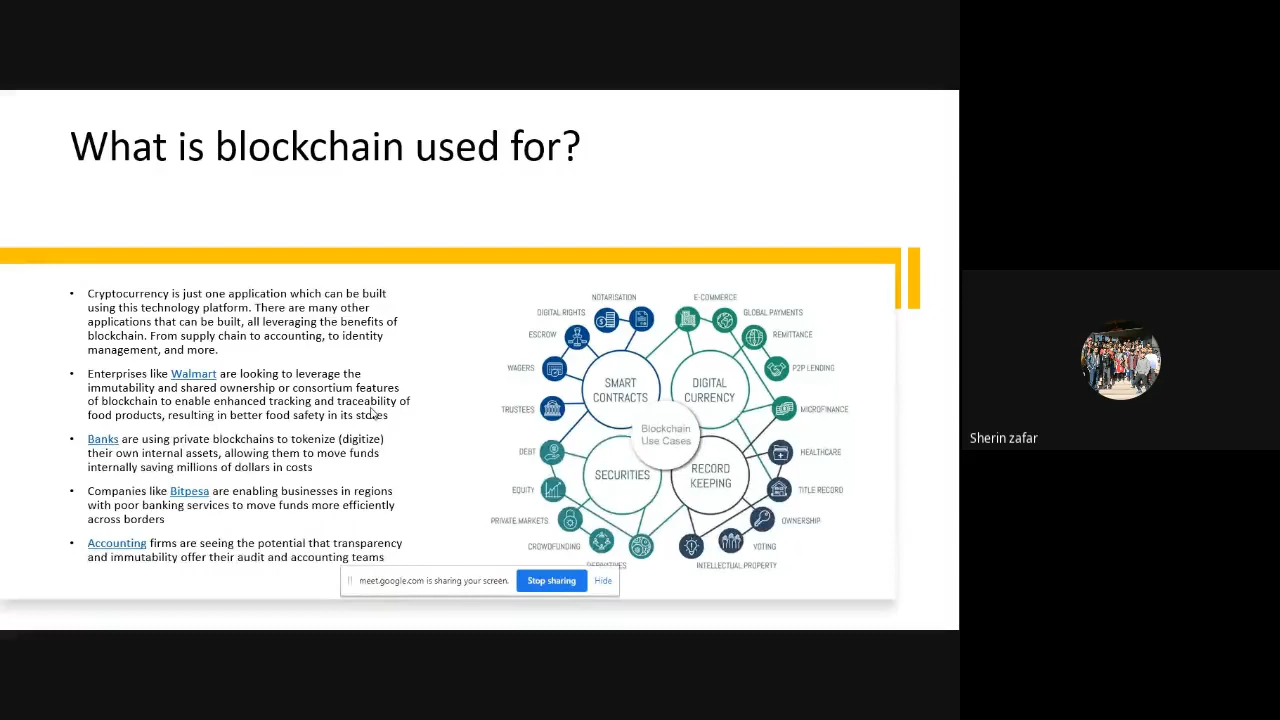 What is blockchain used for?
• Cryptocurrency is just one application which can be built
using this technology platform. There are many other
applications that can be built, all leveraging the benefits of
blockchain. From supply chain to accounting, to identity
management, and more.
• Enterprises like Walmart are looking to leverage the
immutability and shared ownership or consortium features
of blockchain to enable enhanced tracking and traceability of
food products, resulting in better food safety in its stores
• Banks are using private blockchains to tokenize (digitize)
their own internal assets, allowing them to move funds
internally saving millions of dollars in costs
• Companies like Bitpesa are enabling businesses in regions
with poor banking services to move funds more efficiently
across borders
• Accounting firms are seeing the potential that transparency
and immutability offer their audit and accounting teams
NOTARISATION
DIGITAL RIGHTS
ESCROW
WAGERS
TRUSTEES
DEBT
EQUITY
PRIVATE MARKETS
CROWDFUNDING
DERIVATIVES
E-COMMERCE
GLOBAL PAYMENTS
REMITTANCE
P2P LENDING
MICROFINANCE
HEALTHCARE
TITLE RECORD
OWNERSHIP
VOTING
INTELLECTUAL PROPERTY
SMART
CONTRACTS
DIGITAL
CURRENCY
Blockchain
Use Cases
SECURITIES
RECORD
KEEPING
meet.google.com is sharing your screen.
Stop sharing
Hide
Sherin zafar